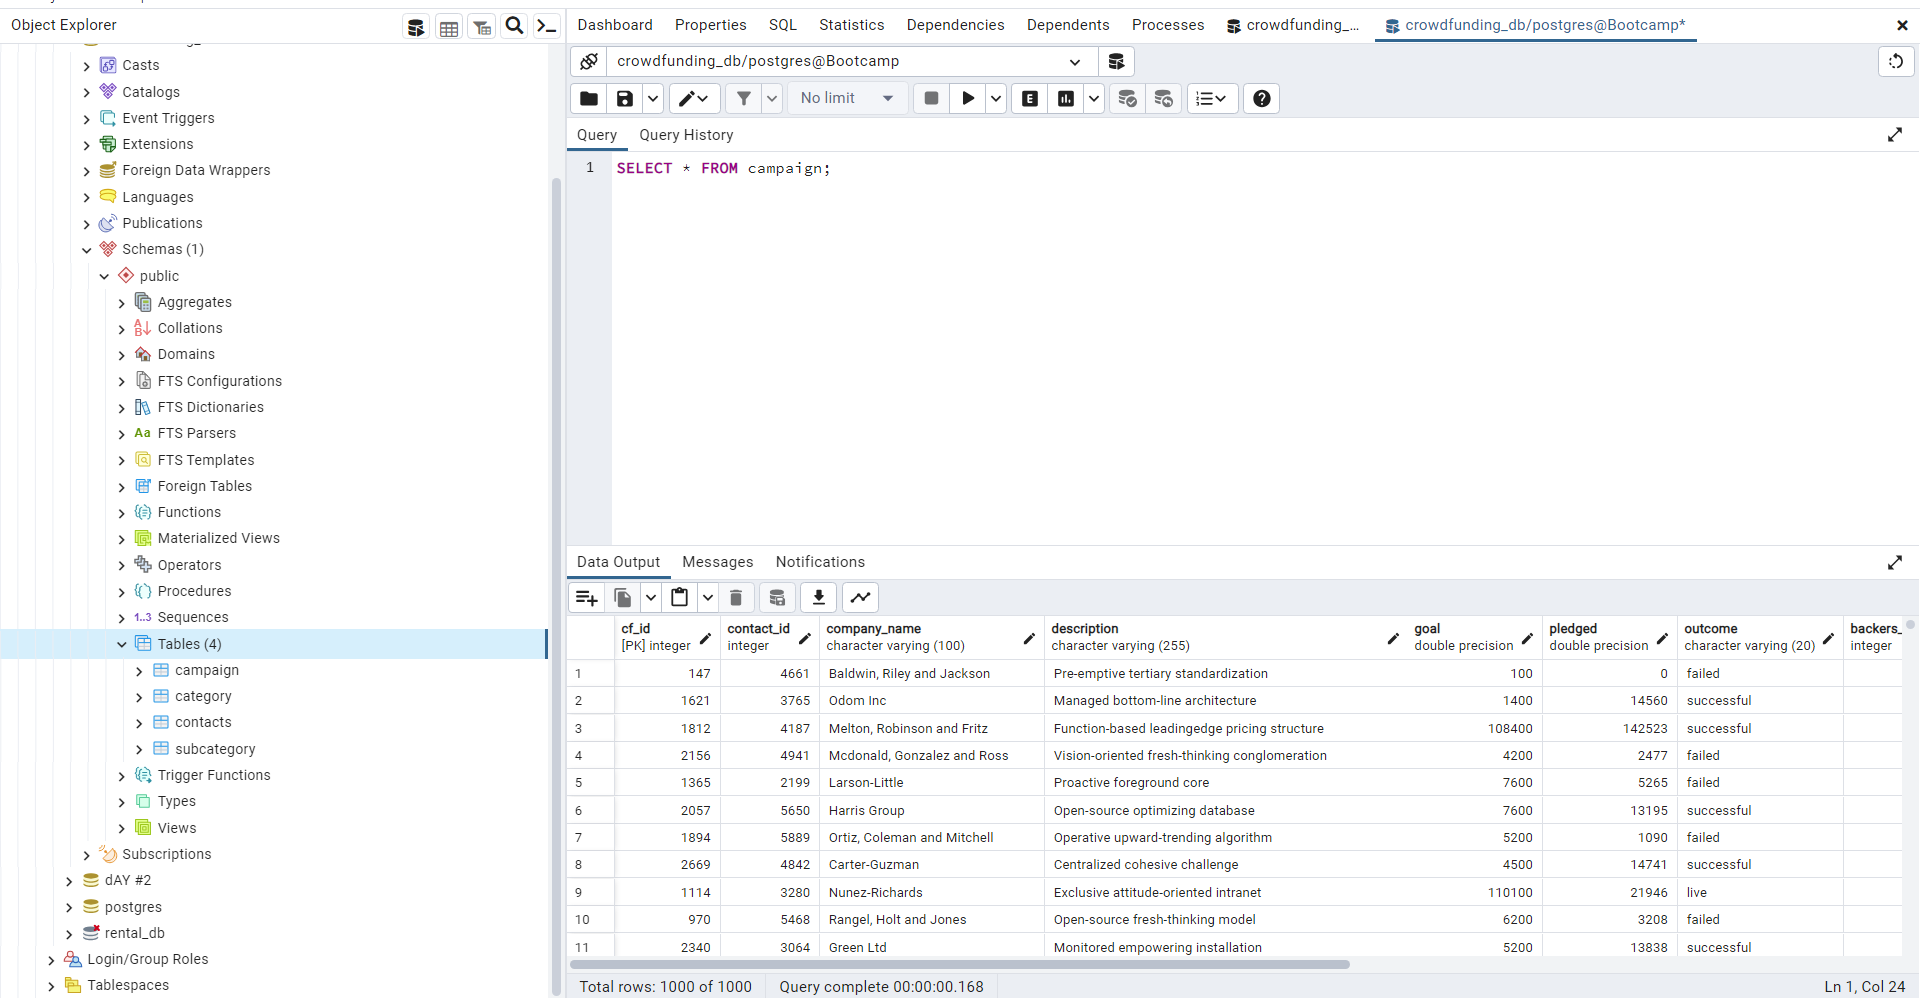 Object Explorer
Casts
Catalogs
Event Triggers
Extensions
Foreign Data Wrappers
Languages
Publications
Schemas (1)
public
Aggregates
Collations
Domains
FTS Configurations
FTS Dictionaries
Aa FTS Parsers
FTS Templates
Foreign Tables
Functions
Materialized Views
Operators
Procedures
1..3 Sequences
Tables (4)
campaign
category
contacts
subcategory
Trigger Functions
Types
Views
Subscriptions
dAY #2
postgres
rental_db
Login/Group Roles
Tablespaces
Dashboard Properties SQL Statistics Dependencies Dependents Processes crowdfunding_... crowdfunding_db/postgres@Bootcamp*
crowdfunding_db/postgres@Bootcamp
No limit
Query Query History
1 SELECT * FROM campaign;
Data Output Messages Notifications
cf_id contact_id company_name description goal pledged outcome backers_
[PK] integer integer character varying (100) character varying (255) double precision double precision character varying (20) integer
1 147 4661 Baldwin, Riley and Jackson Pre-emptive tertiary standardization 100 0 failed
2 1621 3765 Odom Inc Managed bottom-line architecture 1400 14560 successful
3 1812 4187 Melton, Robinson and Fritz Function-based leadingedge pricing structure 108400 142523 successful
4 2156 4941 Mcdonald, Gonzalez and Ross Vision-oriented fresh-thinking conglomeration 4200 2477 failed
5 1365 2199 Larson-Little Proactive foreground core 7600 5265 failed
6 2057 5650 Harris Group Open-source optimizing database 7600 13195 successful
7 1894 5889 Ortiz, Coleman and Mitchell Operative upward-trending algorithm 5200 1090 failed
8 2669 4842 Carter-Guzman Centralized cohesive challenge 4500 14741 successful
9 1114 3280 Nunez-Richards Exclusive attitude-oriented intranet 110100 21946 live
10 970 5468 Rangel, Holt and Jones Open-source fresh-thinking model 6200 3208 failed
11 2340 3064 Green Ltd Monitored empowering installation 5200 13838 successful
Total rows: 1000 of 1000 Query complete 00:00:00.168 Ln 1, Col 24